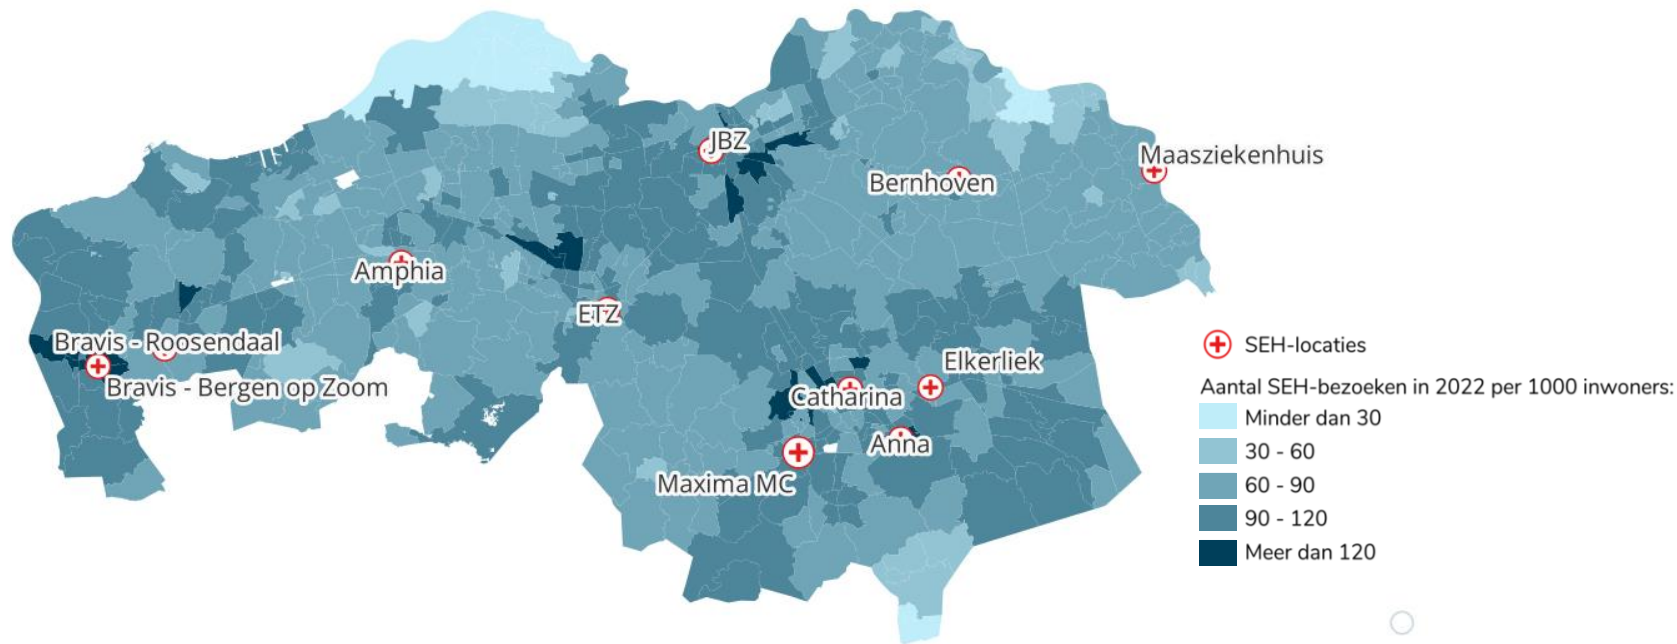 JBZ
Maasziekenhuis
Bernhoven
Amphia
ETZ
Bravis - Roosendaal
Elkerliek
Bravis - Bergen op Zoom
Catharina
Anna
Maxima MC
SEH-locaties
Aantal SEH-bezoeken in 2022 per 1000 inwoners:
Minder dan 30
30 - 60
60 - 90
90 - 120
Meer dan 120